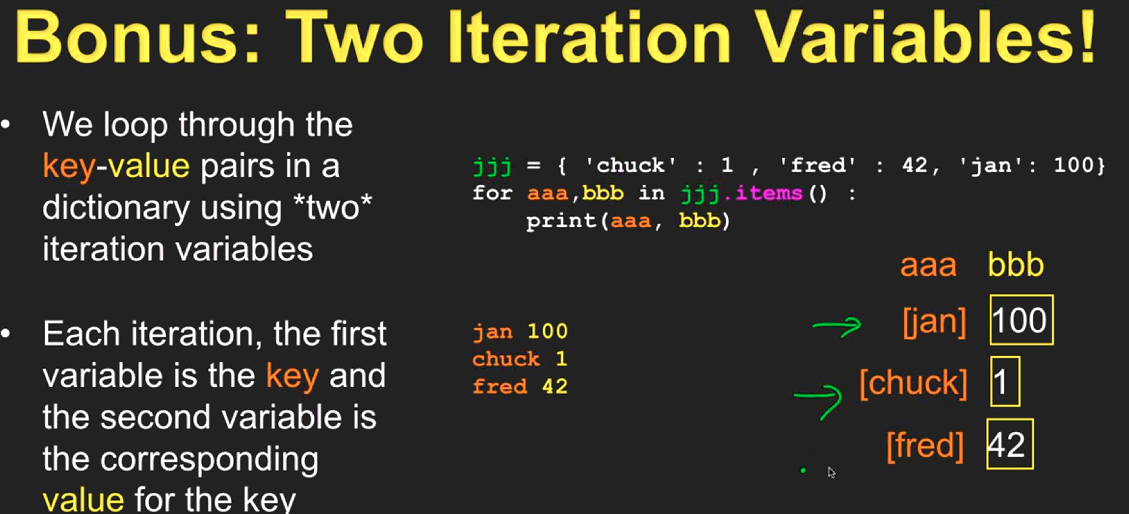 Bonus: Two Iteration Variables!
• We loop through the
key-value pairs in a
dictionary using *two*
iteration variables
• Each iteration, the first
variable is the key and
the second variable is
the corresponding
value for the key
jjj = { 'chuck' : 1 , 'fred' : 42, 'jan': 100}
for aaa,bbb in jjj.items() :
    print(aaa, bbb)
jan 100
chuck 1
fred 42
aaa bbb
[jan] 100
[chuck] 1
[fred] 42